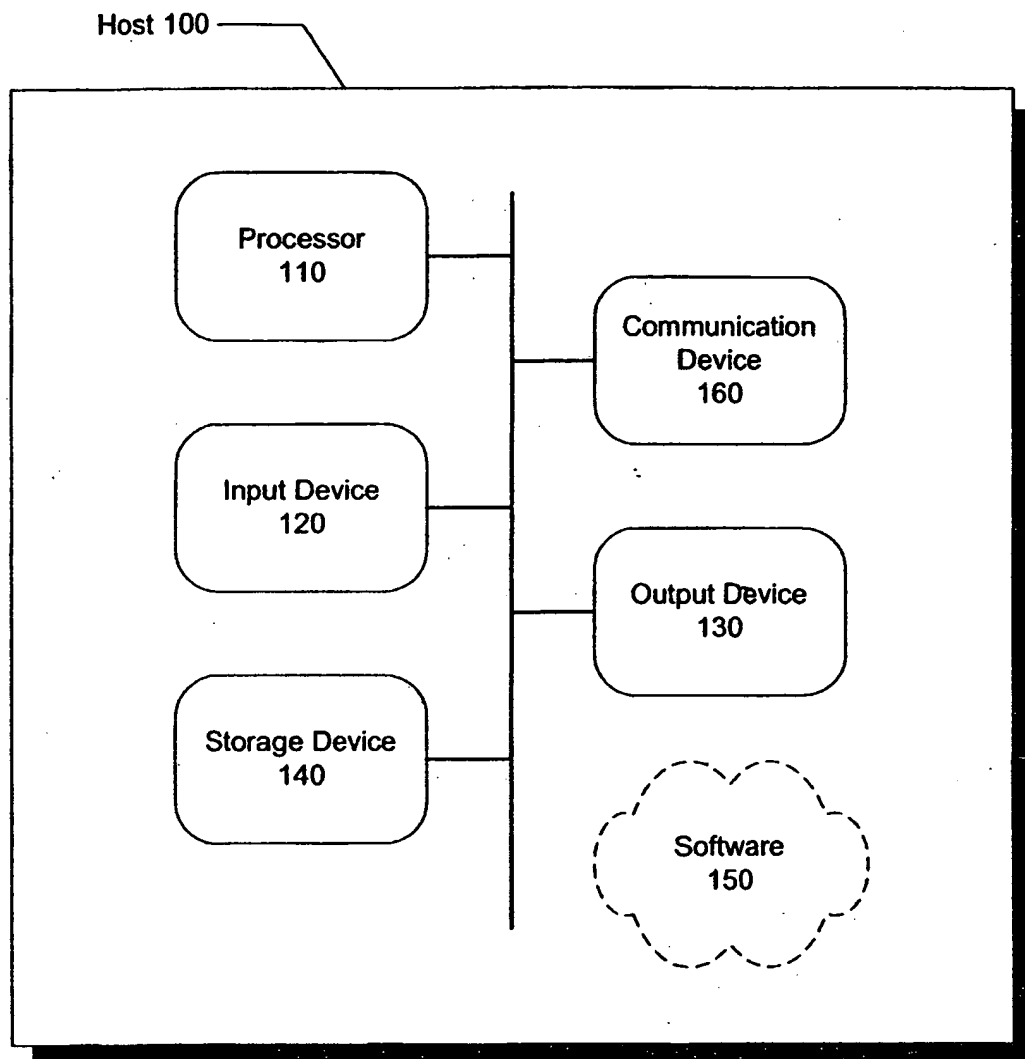 Host 100
Processor
110
Communication
Device
160
Input Device
120
Output Device
130
Storage Device
140
Software
150